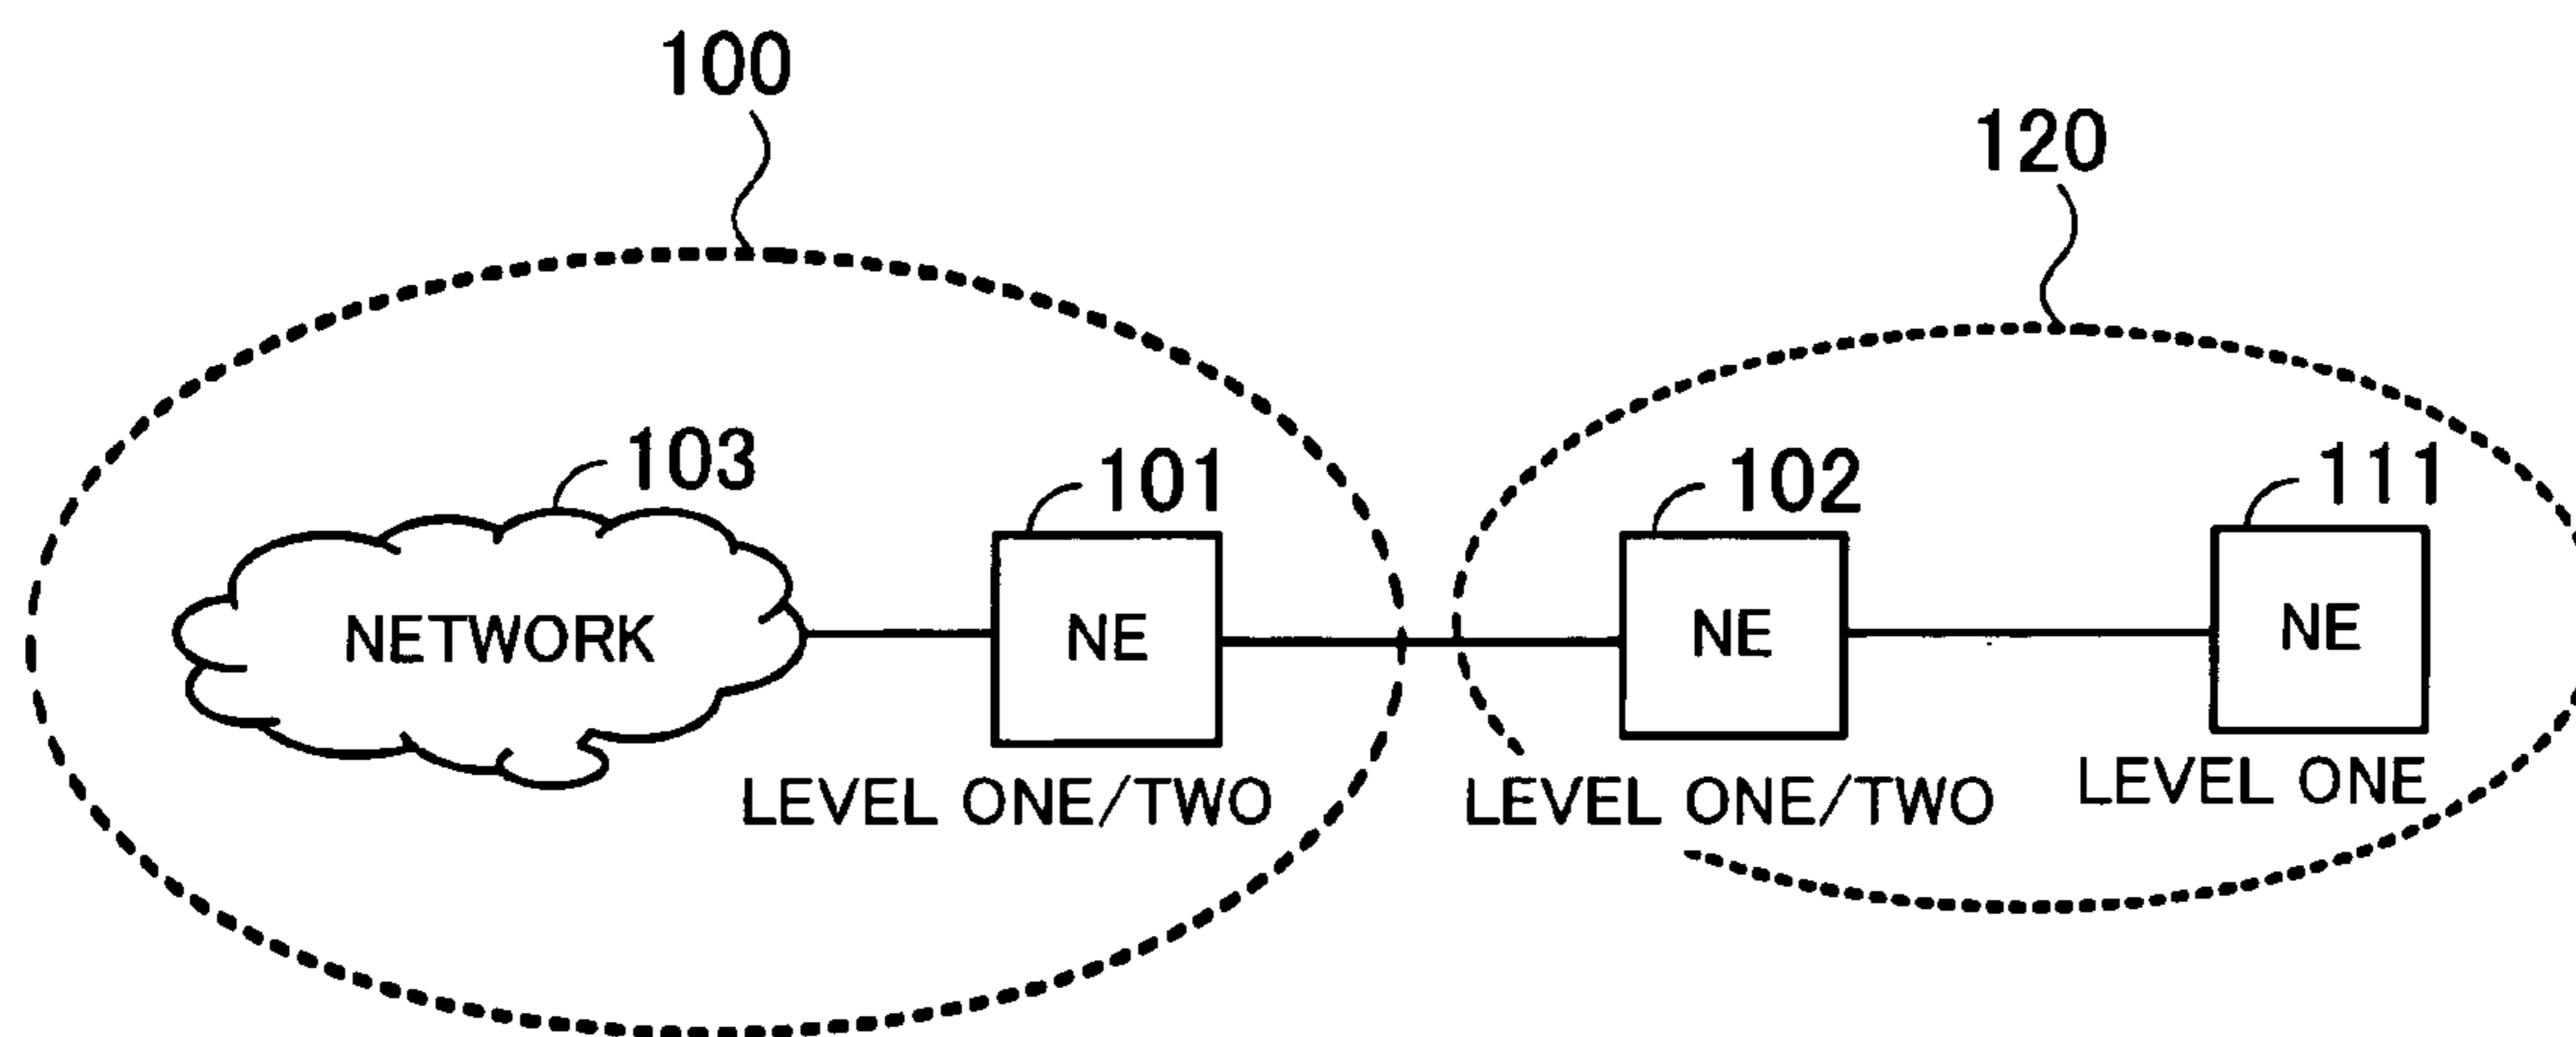 100
120
103
101
102
111
NETWORK
NE
NE
NE
LEVEL ONE/TWO
LEVEL ONE/TWO
LEVEL ONE